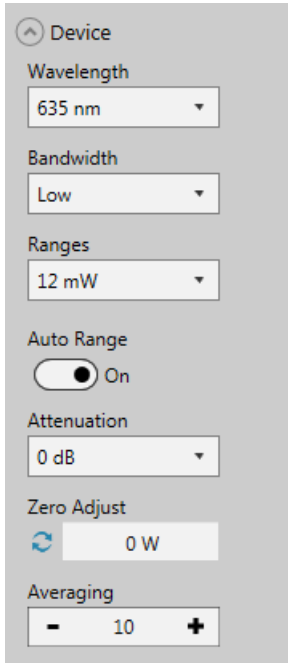 Device
Wavelength
635 nm
Bandwidth
Low
Ranges
12 mW
Auto Range
On
Attenuation
0 dB
Zero Adjust
0 W
Averaging
- 10 +